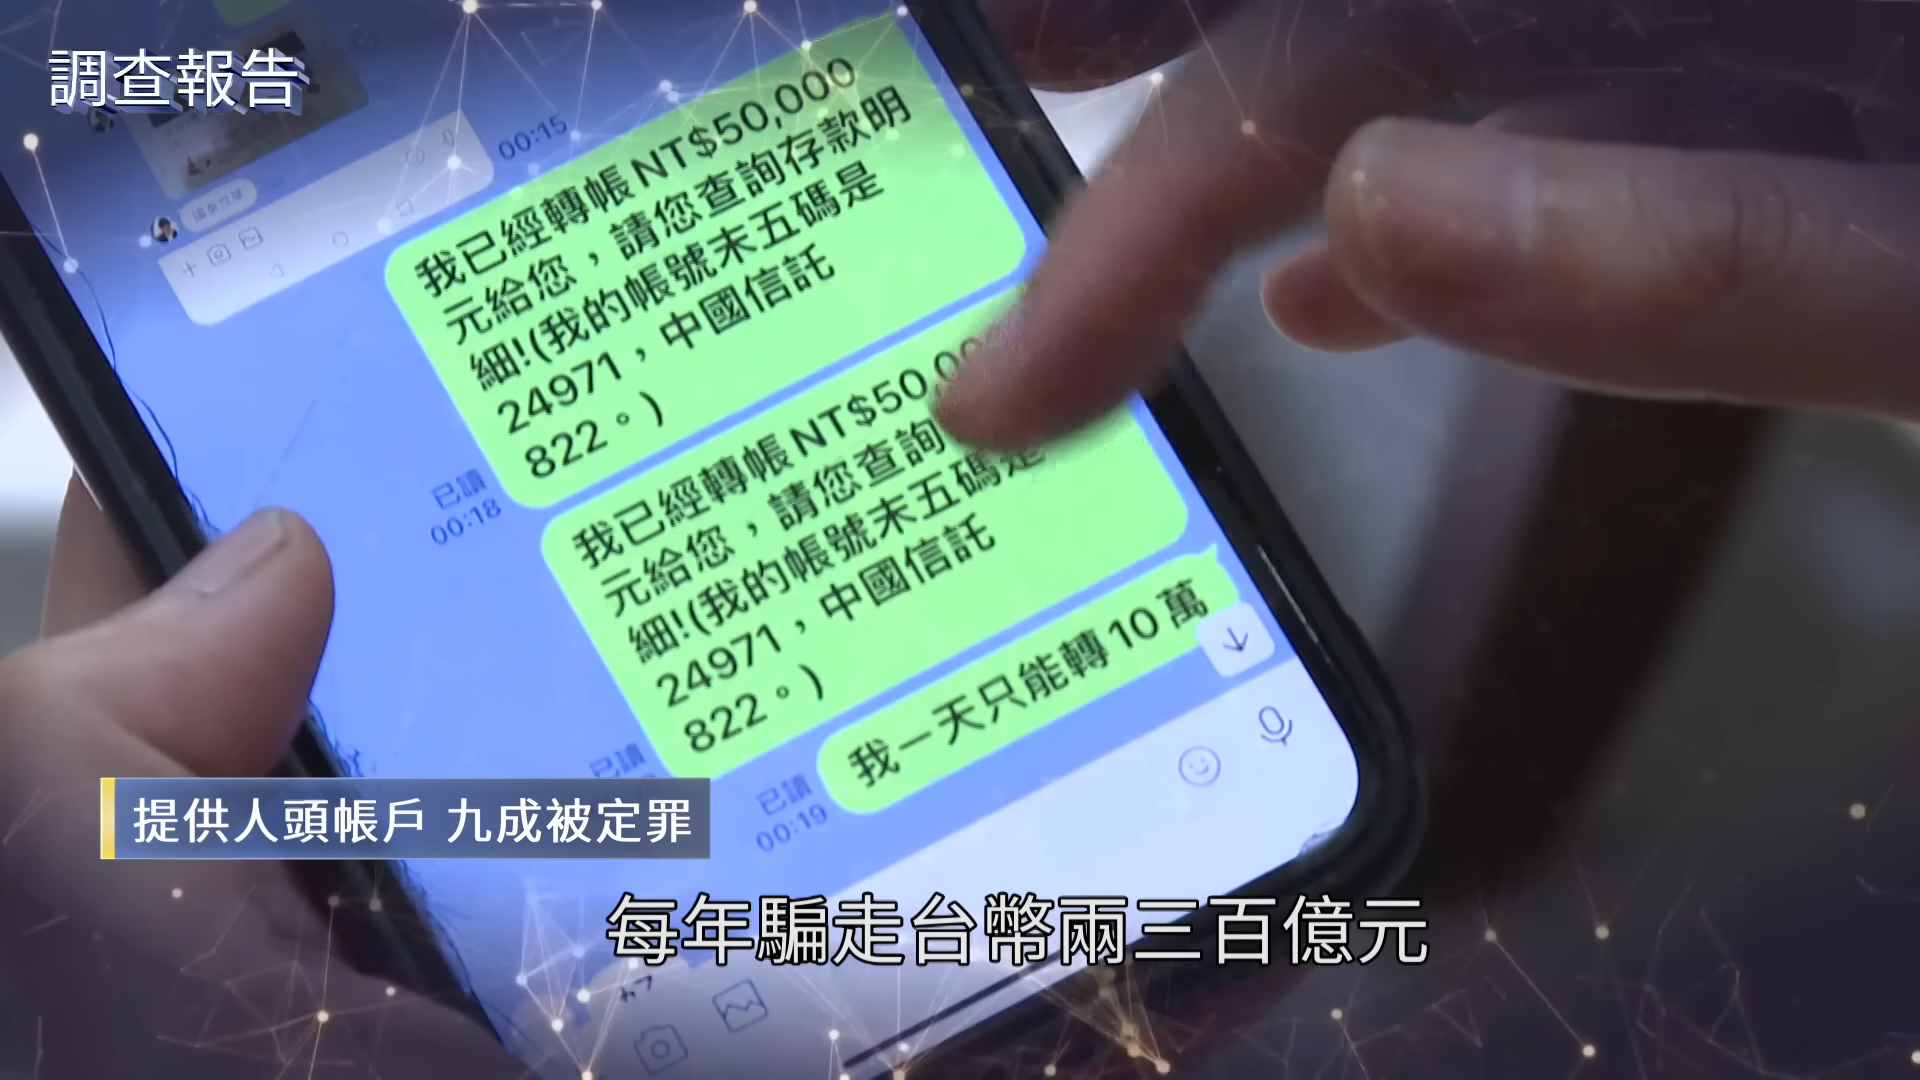 調查報告
00:15
我已經轉帳NT$50,000
元給您，請您查詢存款明
細!(我的帳號末五碼是
24971，中國信託
822。)
已讀
00:18
我已經轉帳NT$50,00
元給您，請您查詢
細!(我的帳號末五碼是
24971，中國信託
822。)
已讀
我一天只能轉10萬
已讀
00:19
提供人頭帳戶 九成被定罪
每年騙走台幣兩三百億元